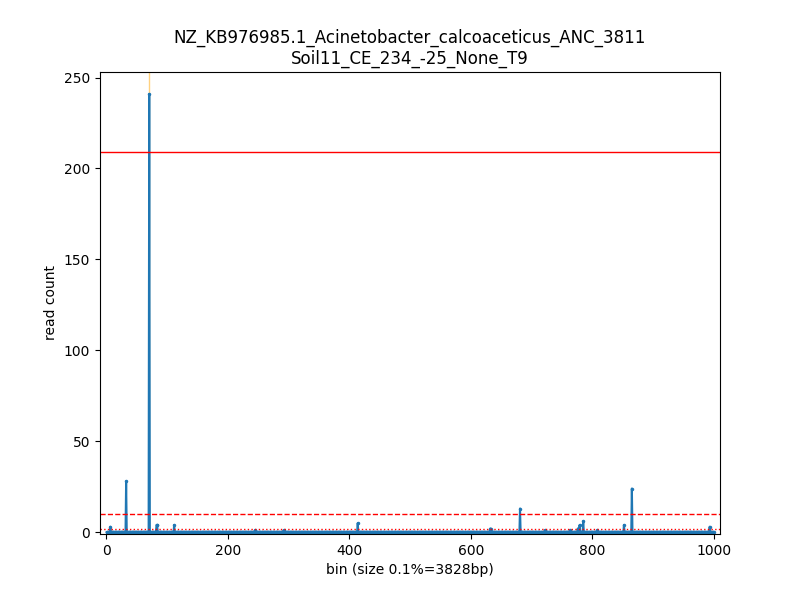 NZ_KB976985.1_Acinetobacter_calcoaceticus_ANC_3811
Soil11_CE_234_-25_None_T9
250
200
150
100
50
0
read count
0 200 400 600 800 1000
bin (size 0.1%=3828bp)